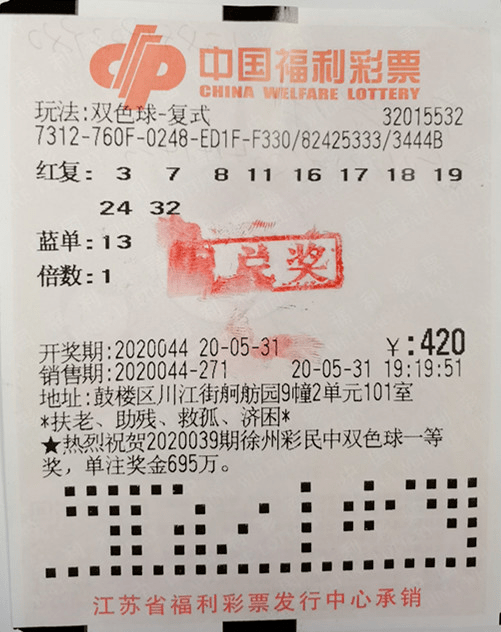 中国福利彩票
CHINA WELFARE LOTTERY
玩法:双色球-复式 32015532
7312-760F-0248-ED1F-F330/82425333/3444B
红复: 3 7 8 11 16 17 18 19
24 32
蓝单:13
兑奖
倍数:1
开奖期:2020044 20-05-31 ¥:420
销售期:2020044-271 20-05-31 19:19:51
地址:鼓楼区川江街舸舫园9幢2单元101室
*扶老、助残、救孤、济困*
★热烈祝贺2020039期徐州彩民中双色球一等
奖，单注奖金695万。
江苏省福利彩票发行中心承销